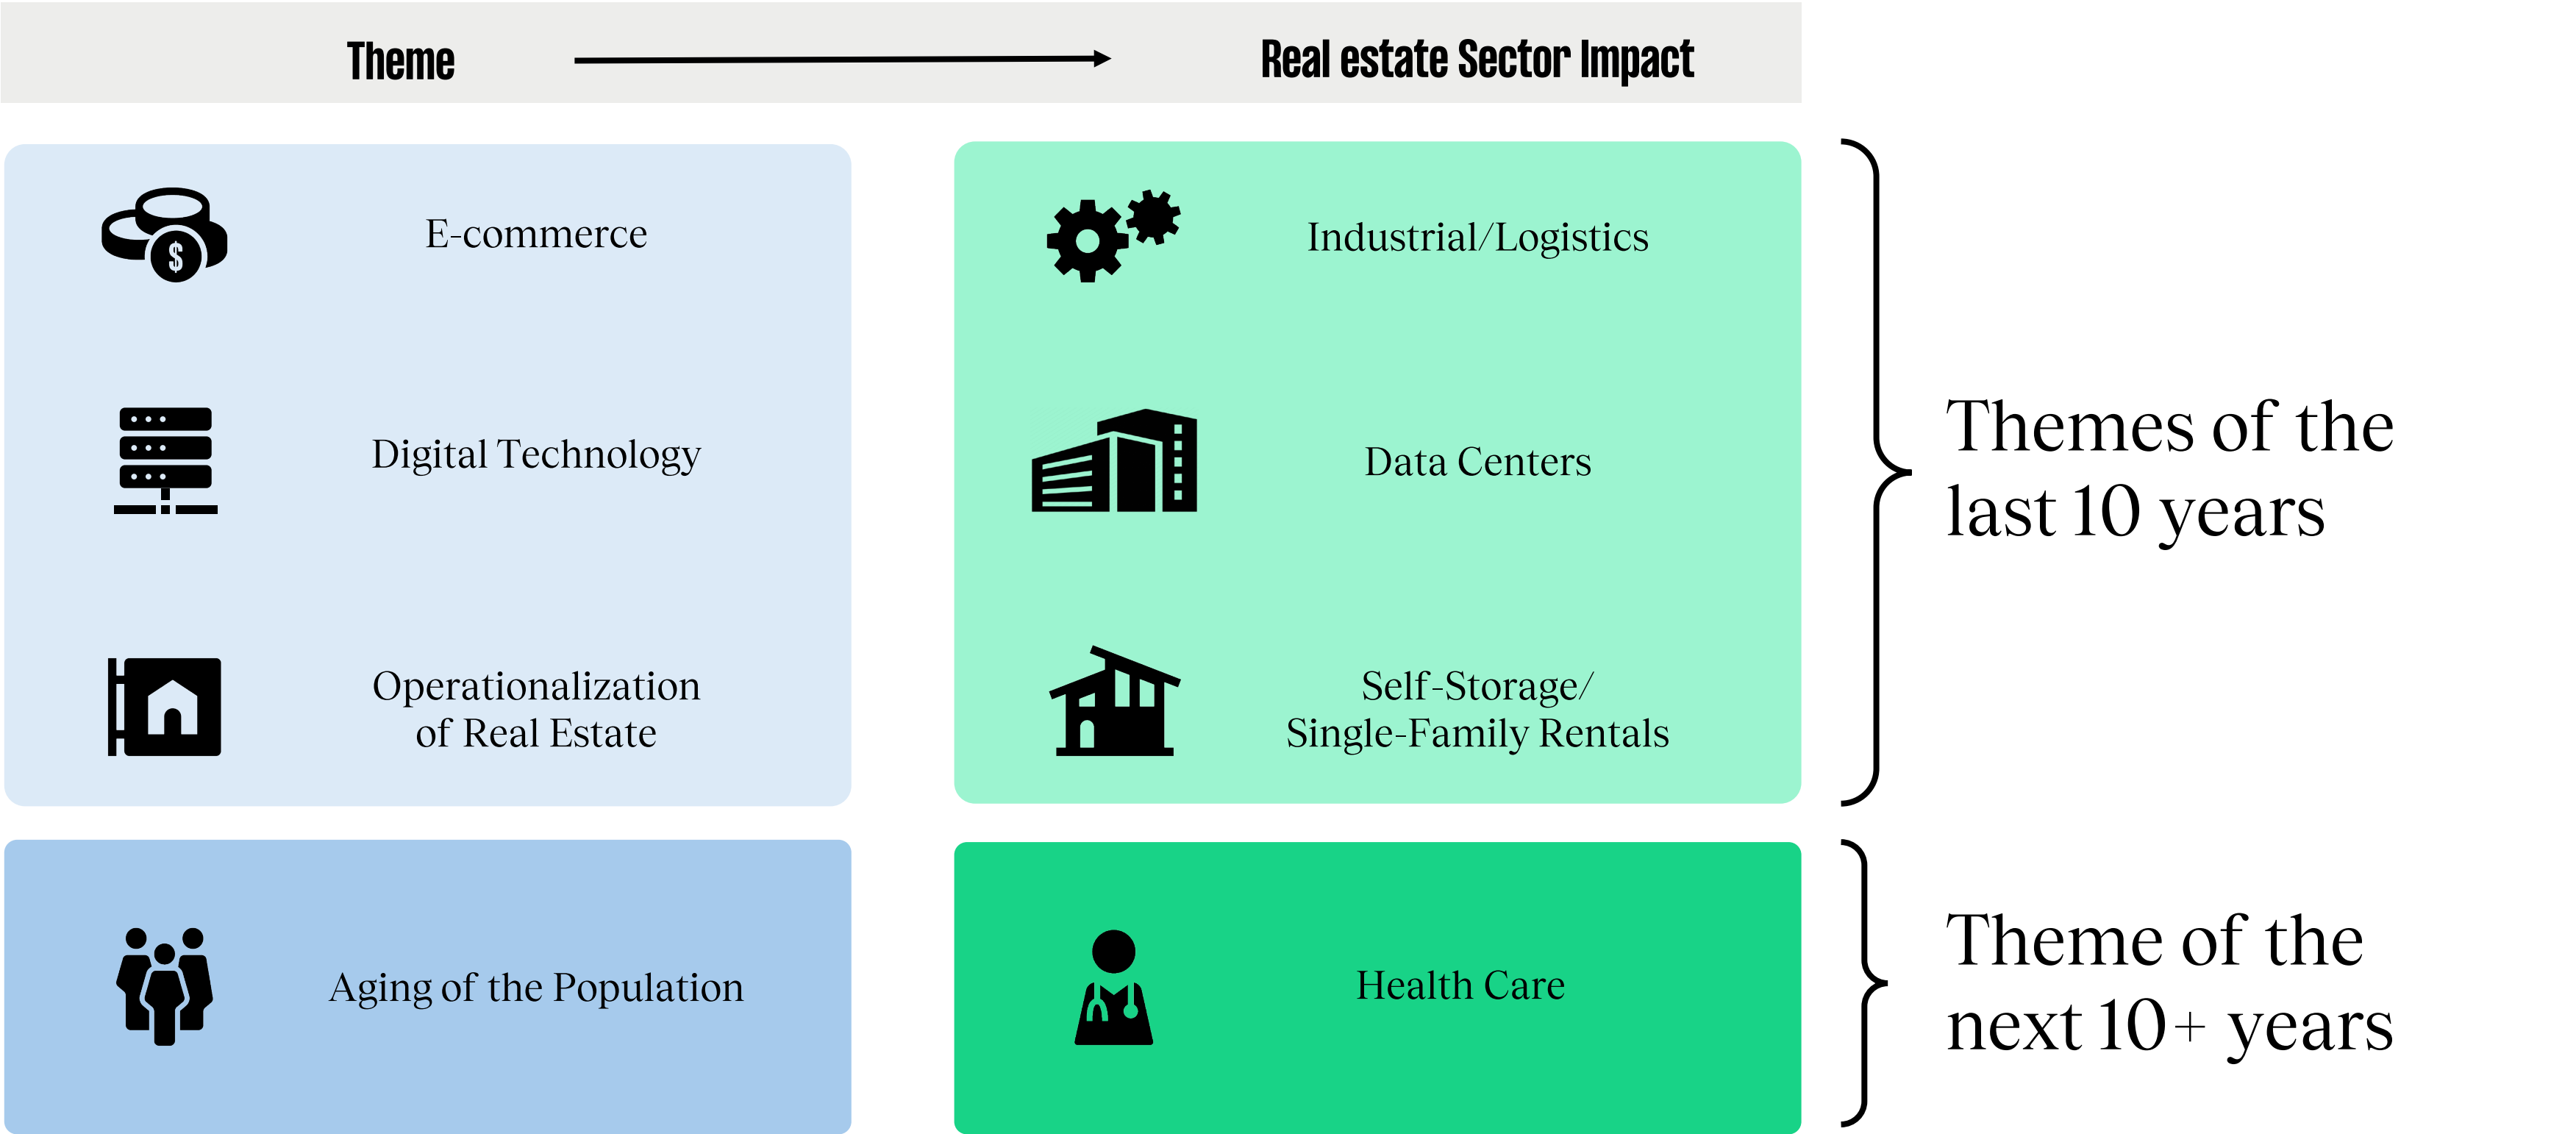 Theme
Real estate Sector Impact
E-commerce
Industrial/Logistics
Digital Technology
Data Centers
Operationalization
of Real Estate
Self-Storage/
Single-Family Rentals
Themes of the
last 10 years
Aging of the Population
Health Care
Theme of the
next 10+ years